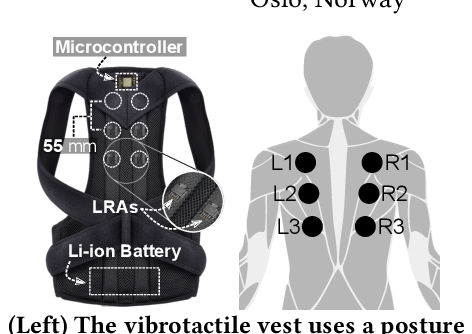 Oslo, Norway
Microcontroller
55 mm
LRAs
Li-ion Battery
L1 R1
L2 R2
L3 R3
(Left) The vibrotactile vest uses a posture